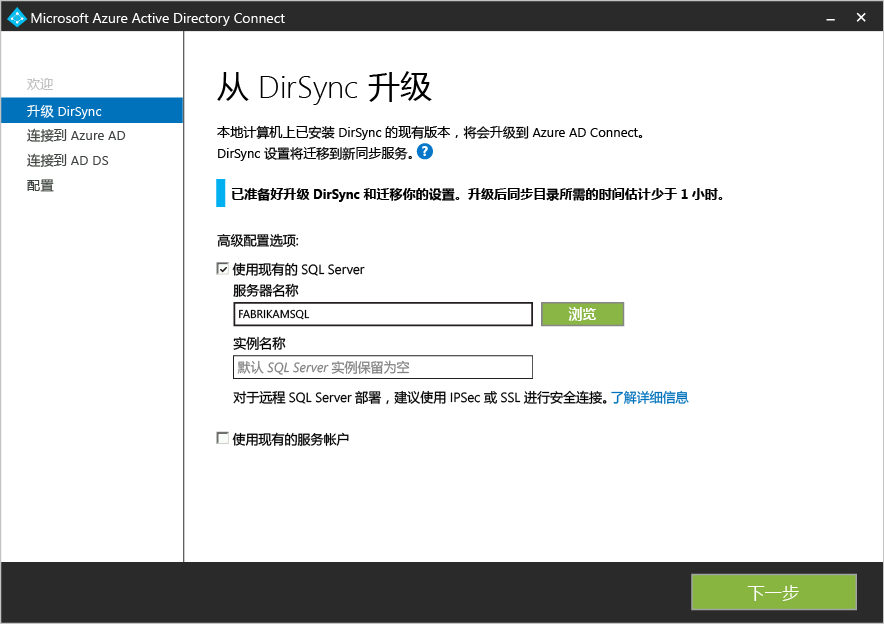 Microsoft Azure Active Directory Connect
欢迎
升级 DirSync
连接到 Azure AD
连接到 AD DS
配置
从 DirSync 升级
本地计算机上已安装 DirSync 的现有版本，将会升级到 Azure AD Connect。
DirSync 设置将迁移到新同步服务。?
已准备好升级 DirSync 和迁移你的设置。升级后同步目录所需的时间估计少于 1 小时。
高级配置选项:
使用现有的 SQL Server
服务器名称
FABRIKAMSQL
浏览
实例名称
默认 SQL Server 实例保留为空
对于远程 SQL Server 部署，建议使用 IPSec 或 SSL 进行安全连接。了解详细信息
使用现有的服务帐户
下一步